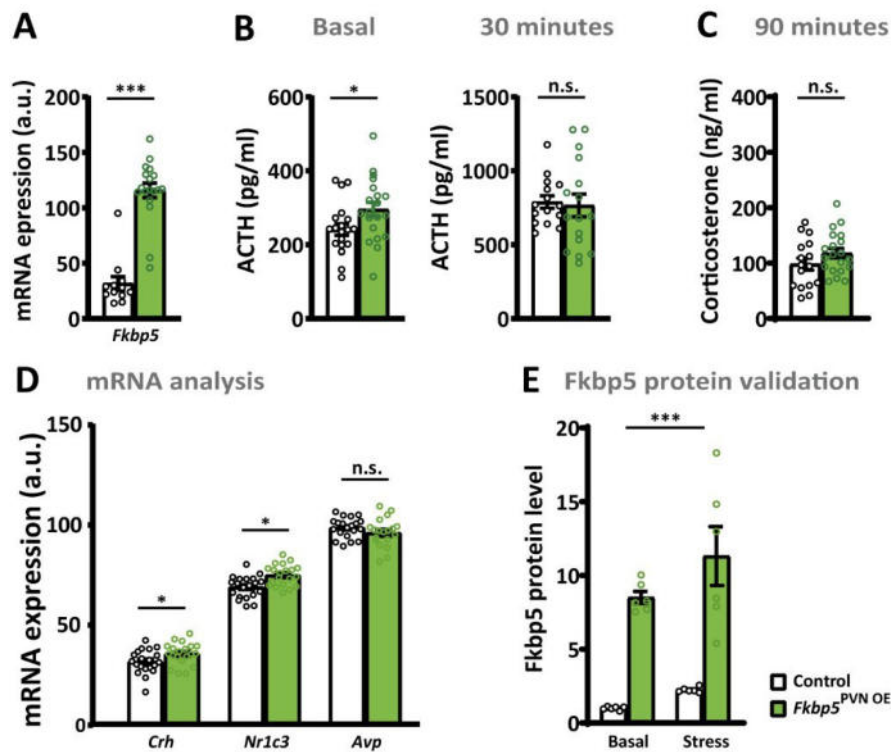 A
mRNA epression (a.u.)
200
150
100
50
0
***
Fkbp5
B
Basal
ACTH (pg/ml)
600
400
200
0
*
30 minutes
ACTH (pg/ml)
1500
1000
750
500
0
n.s.
C
90 minutes
Corticosterone (ng/ml)
400
300
200
100
0
n.s.
D
mRNA analysis
mRNA expression (a.u.)
150
100
50
0
*
*
n.s.
Crh
Nr1c3
Avp
E
Fkbp5 protein validation
Fkbp5 protein level
20
15
10
5
0
***
Basal
Stress
Control
Fkbp5PVN OE